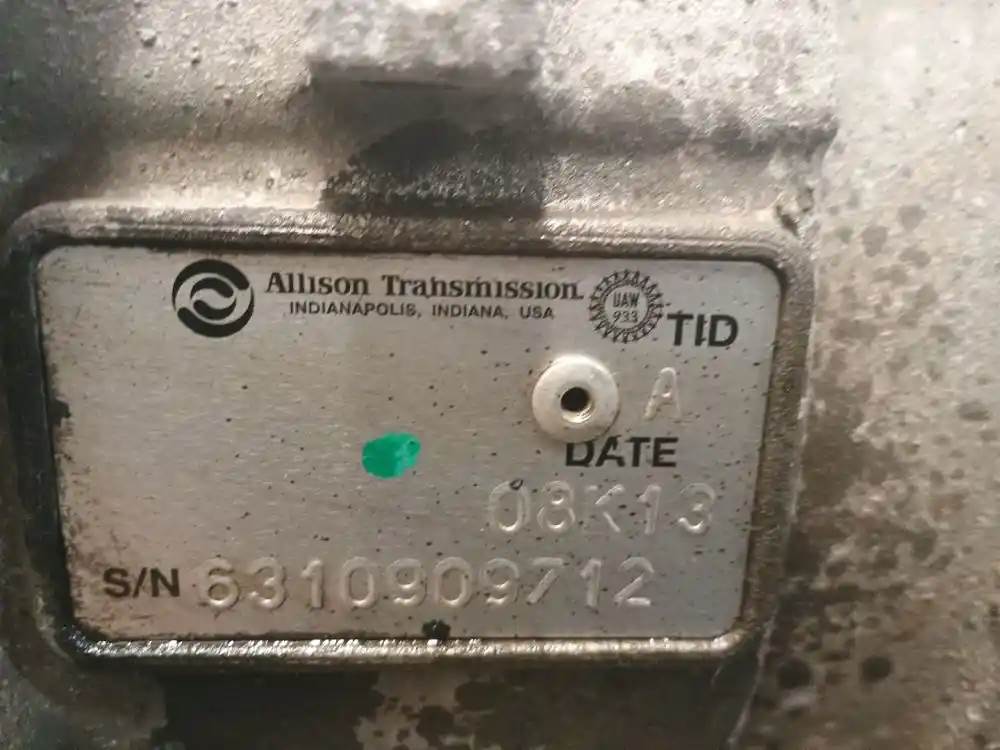 Allison Transmission
INDIANAPOLIS, INDIANA, USA
UAW
933
TID
A
DATE
08K13
S/N 6310909712